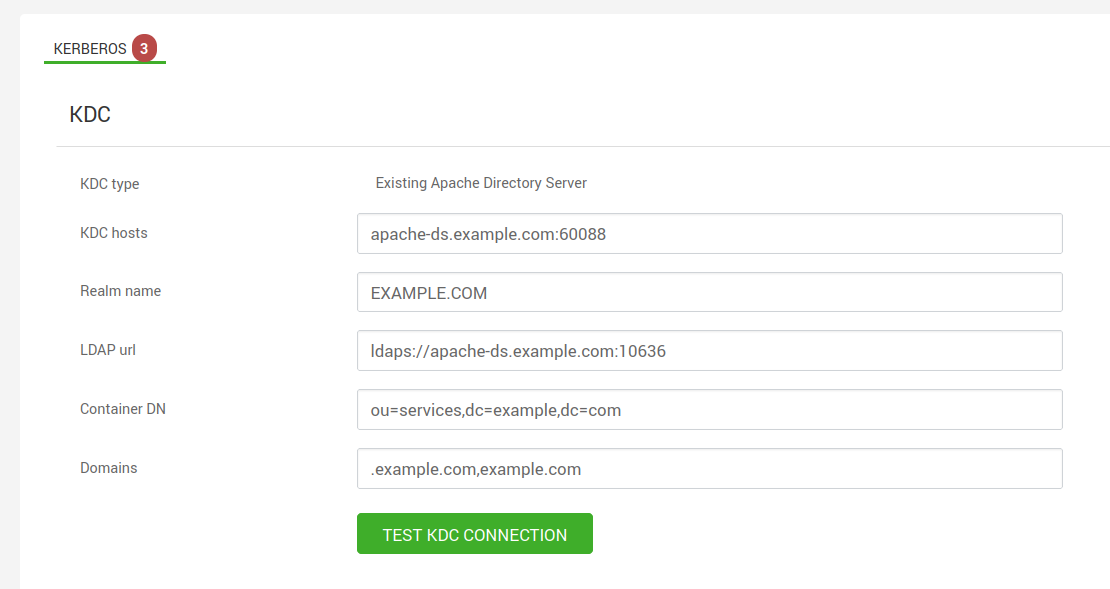 KERBEROS 3
KDC
KDC type Existing Apache Directory Server
KDC hosts apache-ds.example.com:60088
Realm name EXAMPLE.COM
LDAP url ldaps://apache-ds.example.com:10636
Container DN ou=services,dc=example,dc=com
Domains .example.com,example.com
TEST KDC CONNECTION